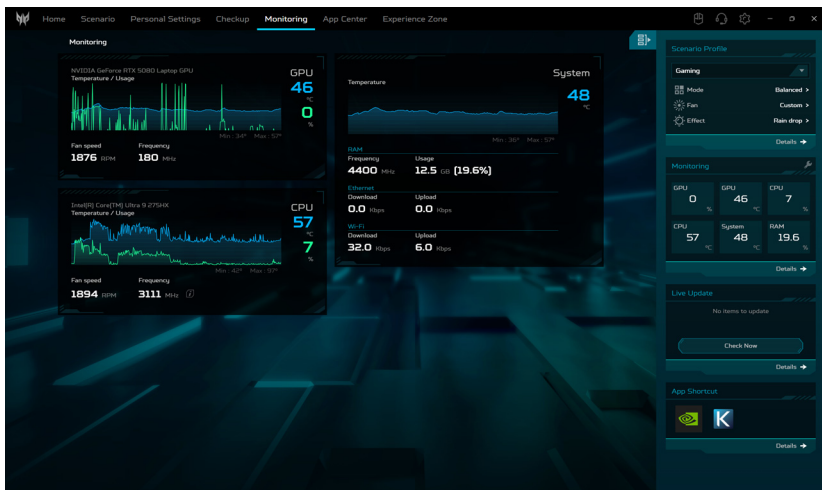 Home Scenario Personal Settings Checkup Monitoring App Center Experience Zone
Monitoring
NVIDIA GeForce RTX 5080 Laptop GPU
Temperature / Usage
GPU
46
°C
0
%
Min : 34° Max : 57°
Fan speed Frequency
1876 RPM 180 MHz
Intel(R) Core(TM) Ultra 9 275HX
Temperature / Usage
CPU
57
°C
7
%
Min : 42° Max : 97°
Fan speed Frequency
1894 RPM 3111 MHz i
System
Temperature
48
°C
Min : 36° Max : 57°
RAM
Frequency Usage
4400 MHz 12.5 GB (19.6%)
Ethernet
Download Upload
0.0 Kbps 0.0 Kbps
Wi-Fi
Download Upload
32.0 Kbps 6.0 Kbps
Scenario Profile
Gaming
Mode Balanced >
Fan Custom >
Effect Rain drop >
Details
Monitoring
GPU GPU CPU
0 % 46 °C 7 %
CPU System RAM
57 °C 48 °C 19.6 %
Details
Live Update
No items to update
Check Now
Details
App Shortcut
K
Details